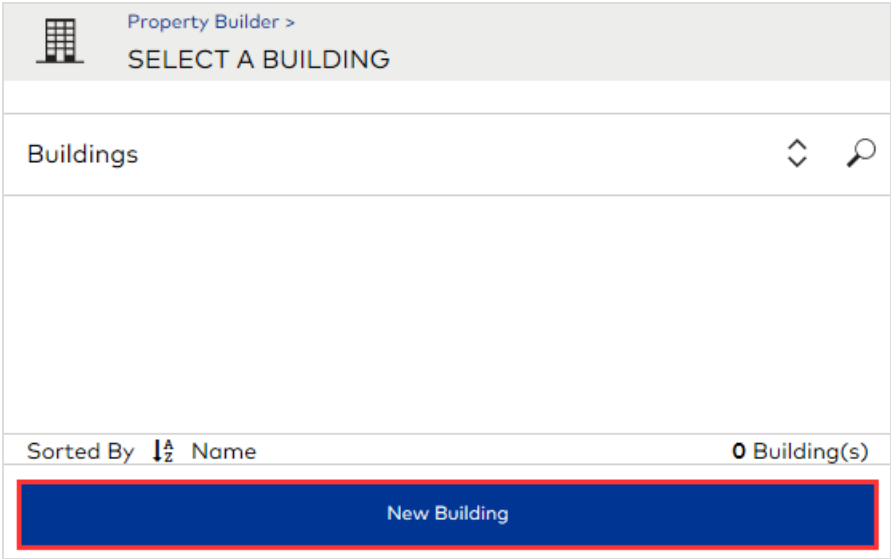 Property Builder >
SELECT A BUILDING
Buildings
Sorted By Name
0 Building(s)
New Building